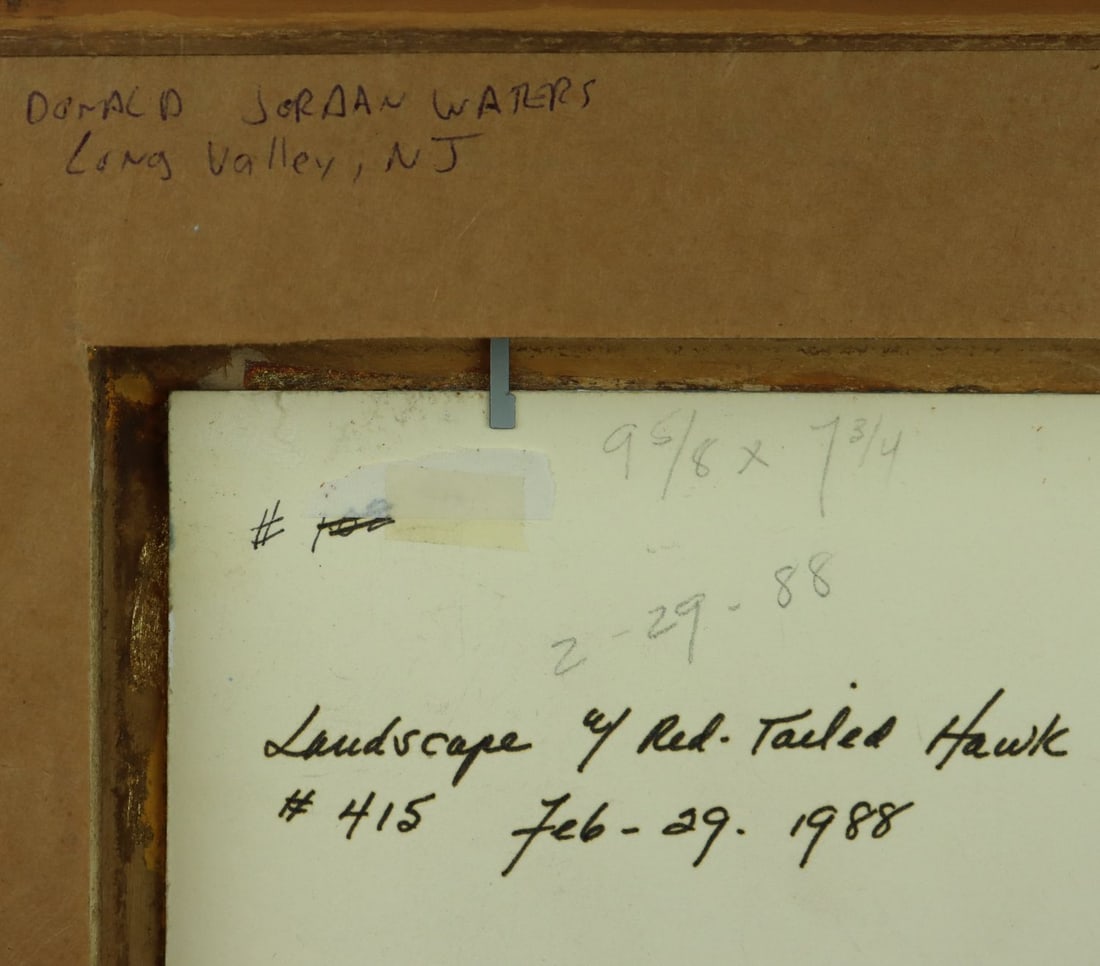 DONALD JORDAN WATERS
Long Valley, NJ
9 5/8 x 7 3/4
#
2-29-88
Landscape w/ Red-Tailed Hawk
# 415 Feb-29. 1988